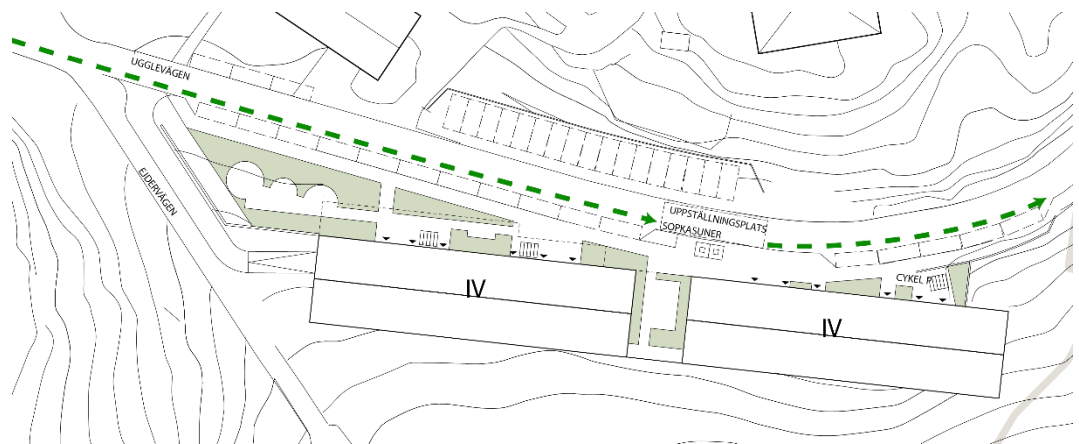 UGGLEVÄGEN
EJDERVÄGEN
UPPSTÄLLNINGSPLATS
SOPKASUNER
CYKEL P
IV
IV